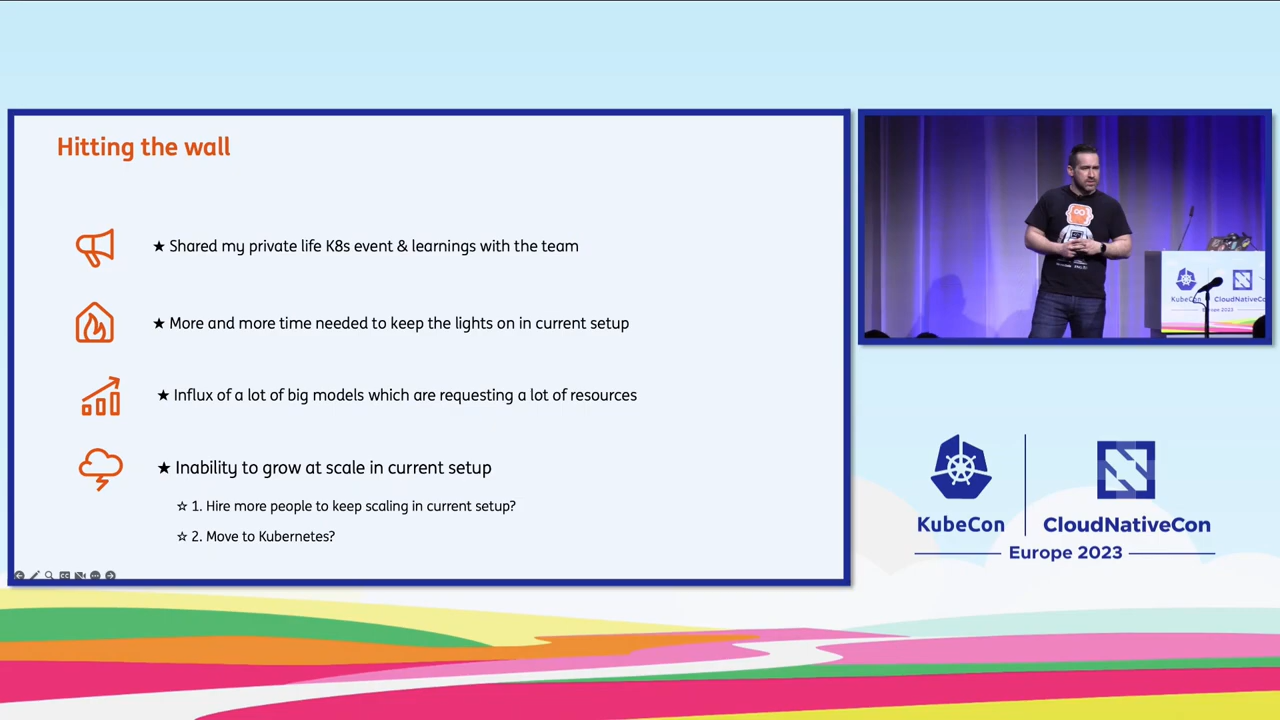 Hitting the wall
★ Shared my private life K8s event & learnings with the team
★ More and more time needed to keep the lights on in current setup
★ Influx of a lot of big models which are requesting a lot of resources
★ Inability to grow at scale in current setup
☆ 1. Hire more people to keep scaling in current setup?
☆ 2. Move to Kubernetes?
KubeCon
CloudNativeCon
Europe 2023